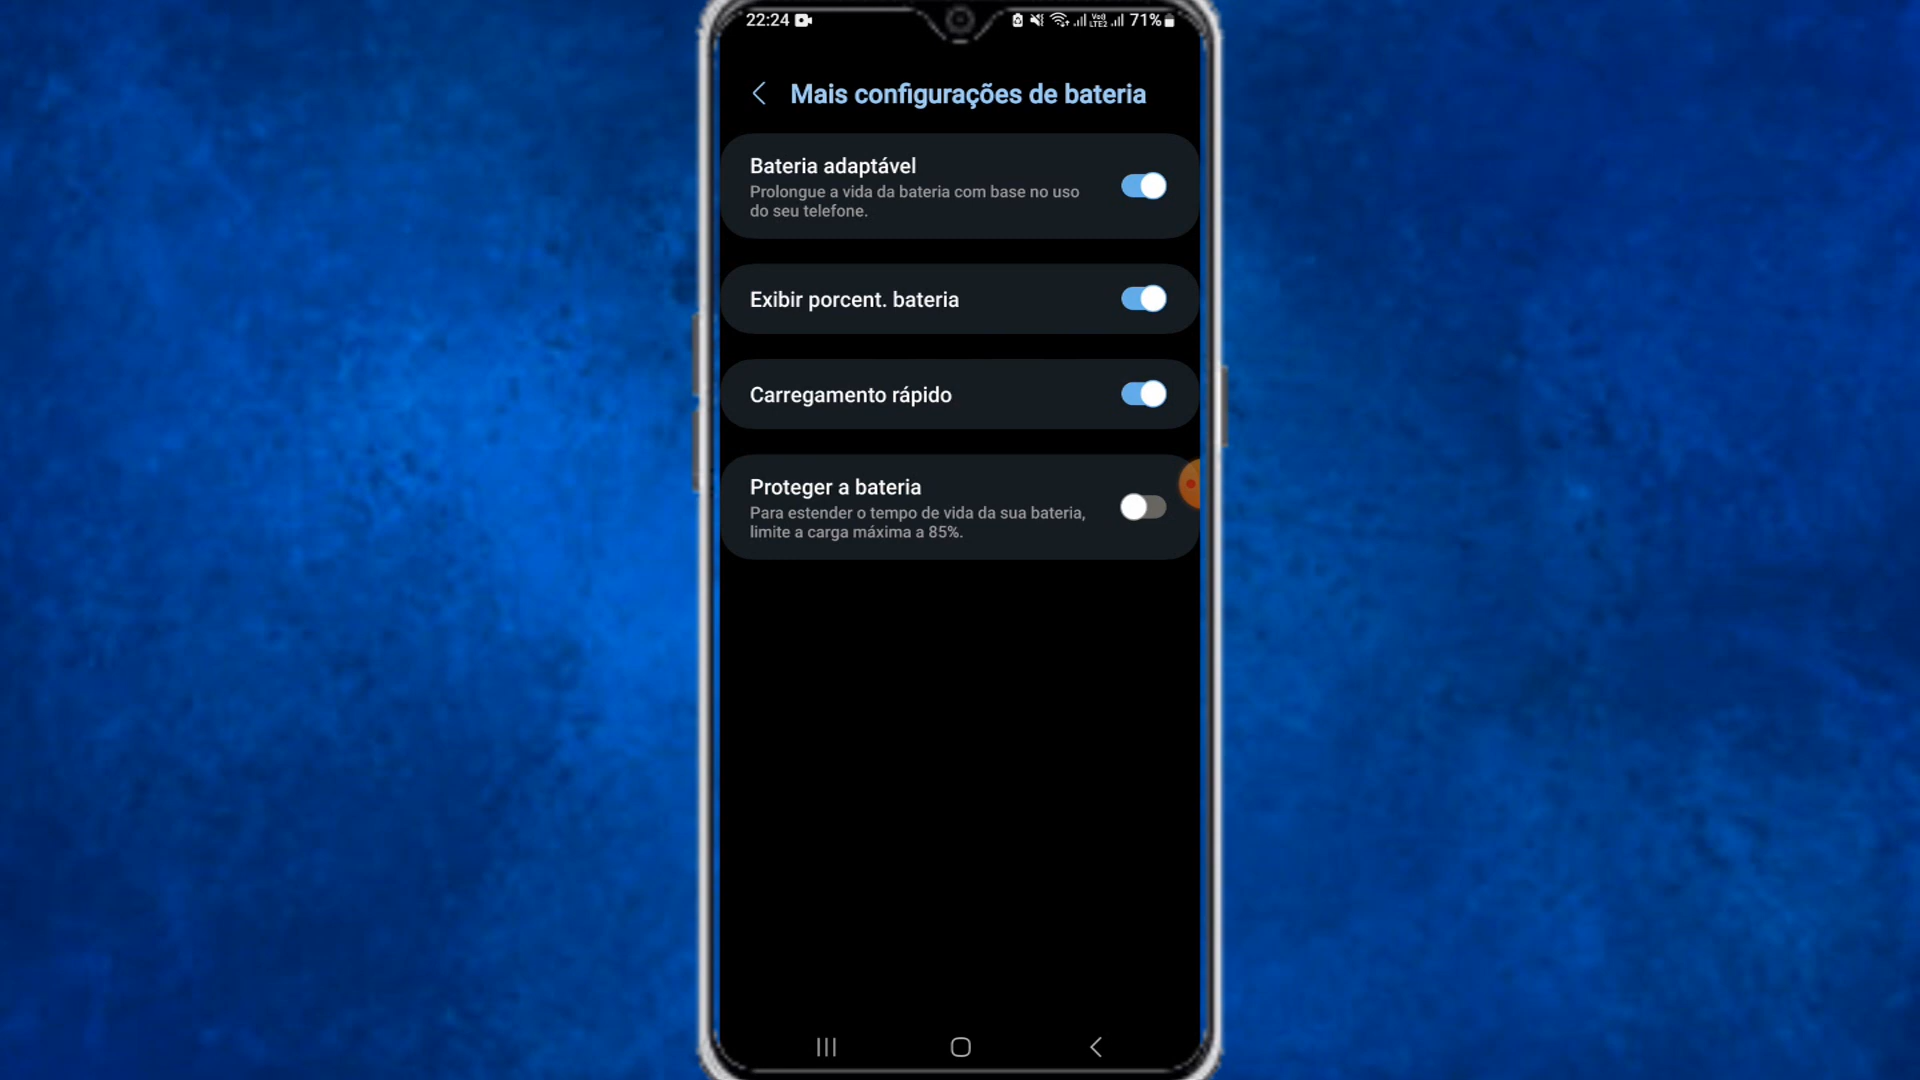 22:24 71%
Mais configurações de bateria
Bateria adaptável
Prolongue a vida da bateria com base no uso
do seu telefone.
Exibir porcent. bateria
Carregamento rápido
Proteger a bateria
Para estender o tempo de vida da sua bateria,
limite a carga máxima a 85%.